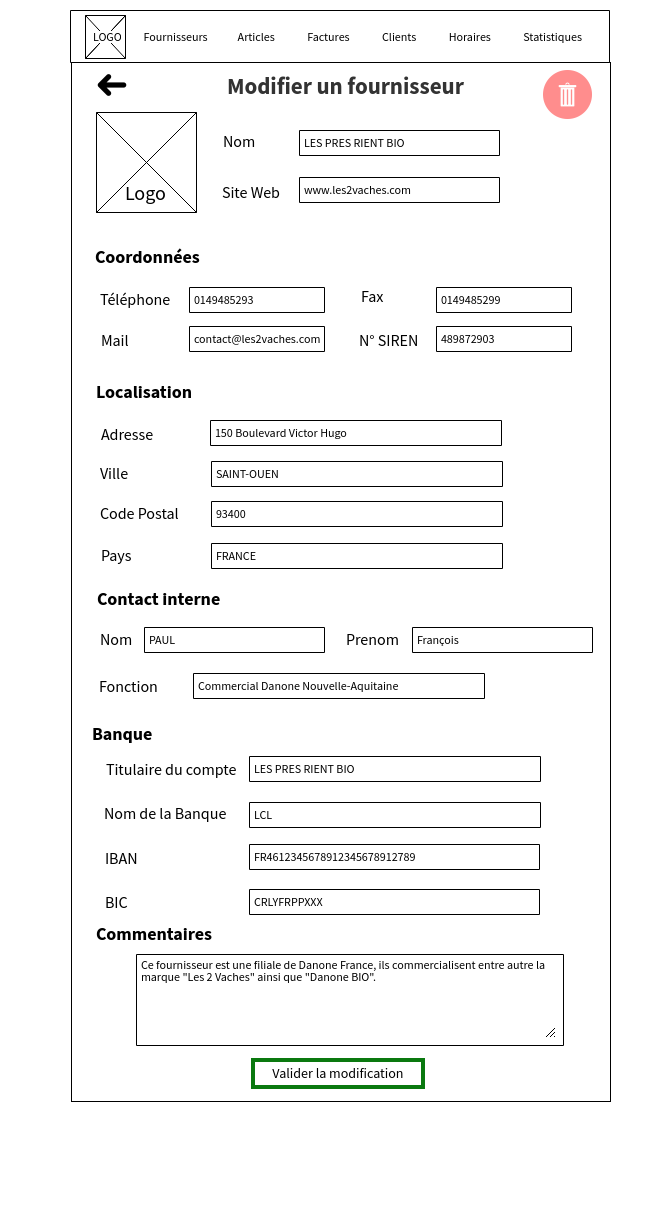 LOGO Fournisseurs Articles Factures Clients Horaires Statistiques
Modifier un fournisseur
Logo
Nom LES PRES RIENT BIO
Site Web www.les2vaches.com
Coordonnées
Téléphone 0149485293 Fax 0149485299
Mail contact@les2vaches.com N° SIREN 489872903
Localisation
Adresse 150 Boulevard Victor Hugo
Ville SAINT-OUEN
Code Postal 93400
Pays FRANCE
Contact interne
Nom PAUL Prenom François
Fonction Commercial Danone Nouvelle-Aquitaine
Banque
Titulaire du compte LES PRES RIENT BIO
Nom de la Banque LCL
IBAN FR4612345678912345678912789
BIC CRLYFRPPXXX
Commentaires
Ce fournisseur est une filiale de Danone France, ils commercialisent entre autre la
marque "Les 2 Vaches" ainsi que "Danone BIO".
Valider la modification